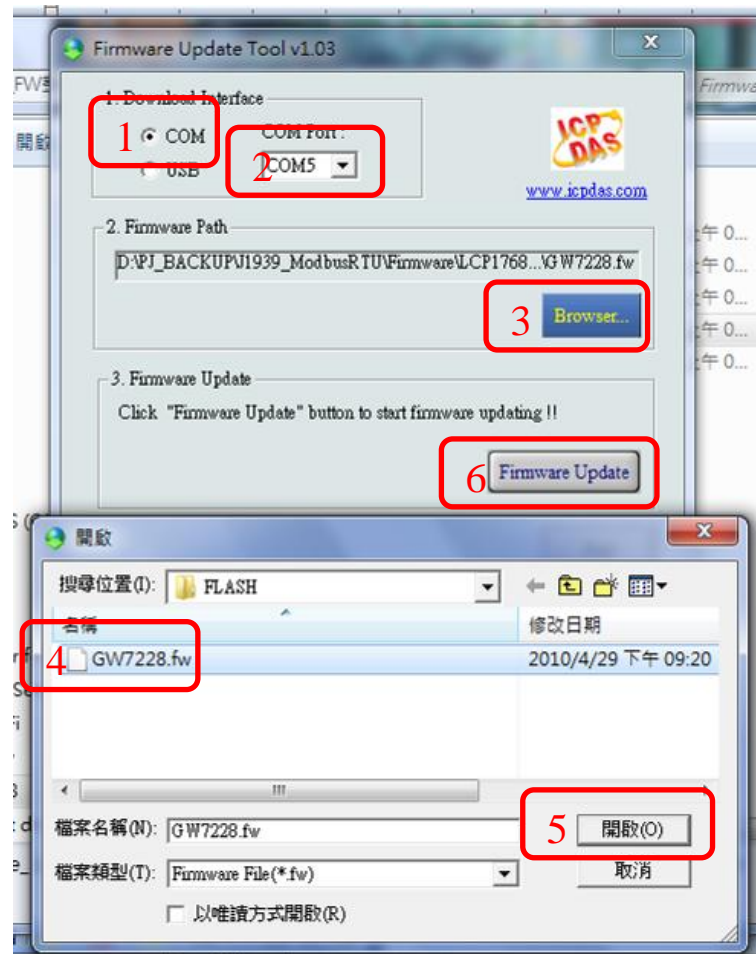 Firmware Update Tool v1.03
1. Download Interface
1 COM
COM Port :
USB
2 COM5
ICP DAS
www.icpdas.com
2. Firmware Path
D:\PJ_BACKUP\J1939_ModbusRTU\Firmware\LCP1768...\GW7228.fw
3 Browser...
3. Firmware Update
Click "Firmware Update" button to start firmware updating !!
6 Firmware Update
開啟
開啟
搜尋位置(I): FLASH
名稱 修改日期
4 GW7228.fw 2010/4/29 下午 09:20
檔案名稱(N): GW7228.fw
5 開啟(O)
檔案類型(T): Firmware File(*.fw)
取消
以唯讀方式開啟(R)